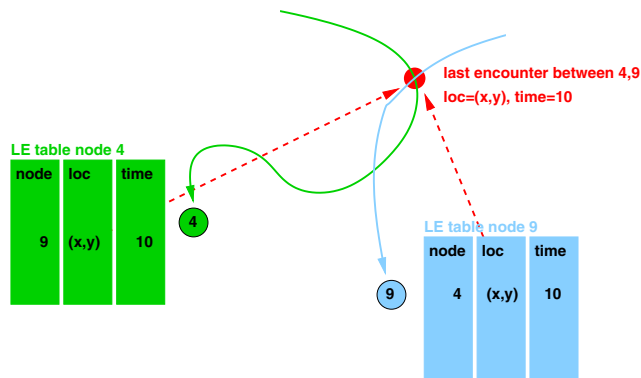 last encounter between 4,9
loc=(x,y), time=10
LE table node 4
node loc time
9 (x,y) 10
4
LE table node 9
node loc time
4 (x,y) 10
9